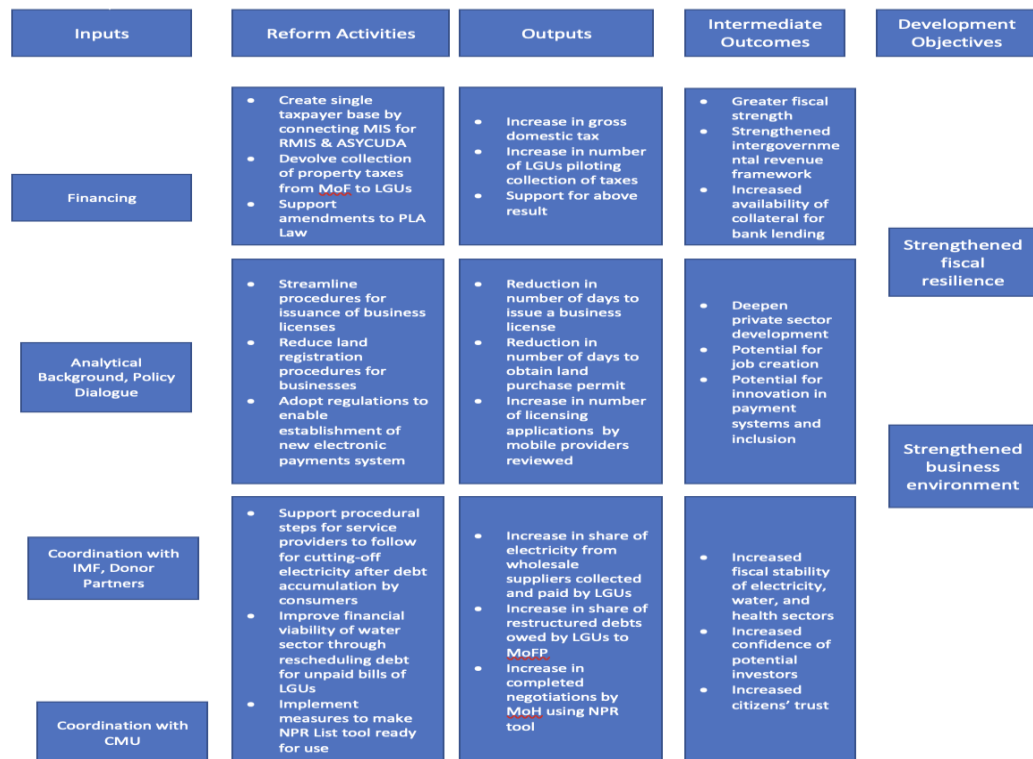 Inputs
Reform Activities
Outputs
Intermediate
Outcomes
Development
Objectives
Financing
• Create single
taxpayer base by
connecting MIS for
RMIS & ASYCUDA
• Devolve collection
of property taxes
from MoF to LGUs
• Support
amendments to PLA
Law
• Increase in gross
domestic tax
• Increase in number
of LGUs piloting
collection of taxes
• Support for above
result
• Greater fiscal
strength
• Strengthened
intergovernme
ntal revenue
framework
• Increased
availability of
collateral for
bank lending
Strengthened
fiscal
resilience
Analytical
Background, Policy
Dialogue
• Streamline
procedures for
issuance of business
licenses
• Reduce land
registration
procedures for
businesses
• Adopt regulations to
enable
establishment of
new electronic
payments system
• Reduction in
number of days to
issue a business
license
• Reduction in
number of days to
obtain land
purchase permit
• Increase in number
of licensing
applications by
mobile providers
reviewed
• Deepen
private sector
development
• Potential for
job creation
• Potential for
innovation in
payment
systems and
inclusion
Strengthened
business
environment
Coordination with
IMF, Donor
Partners
Coordination with
CMU
• Support procedural
steps for service
providers to follow
for cutting-off
electricity after debt
accumulation by
consumers
• Improve financial
viability of water
sector through
rescheduling debt
for unpaid bills of
LGUs
• Implement
measures to make
NPR List tool ready
for use
• Increase in share of
electricity from
wholesale
suppliers collected
and paid by LGUs
• Increase in share of
restructured debts
owed by LGUs to
MoFP
• Increase in
completed
negotiations by
MoH using NPR
tool
• Increased
fiscal stability
of electricity,
water, and
health sectors
• Increased
confidence of
potential
investors
• Increased
citizens’ trust